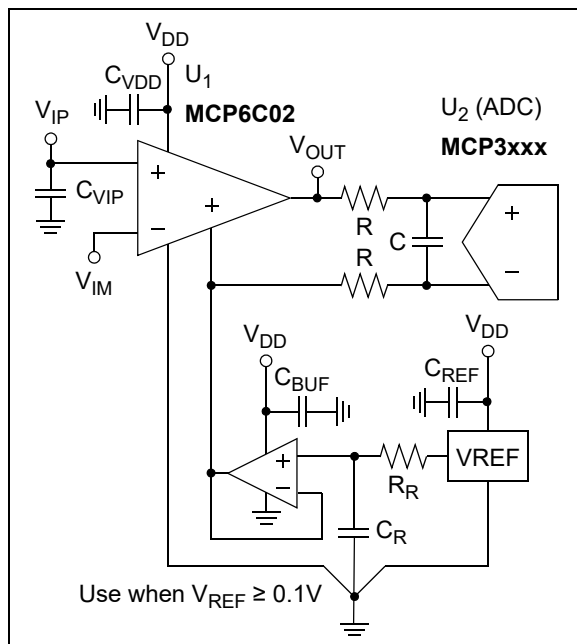 V_DD
C_VDD
U_1
MCP6C02
V_IP
C_VIP
V_IM
V_OUT
U_2 (ADC)
MCP3xxx
+
−
+
R
C
R
+
−
V_DD
C_BUF
V_DD
C_REF
+
−
R_R
VREF
C_R
Use when V_REF ≥ 0.1V